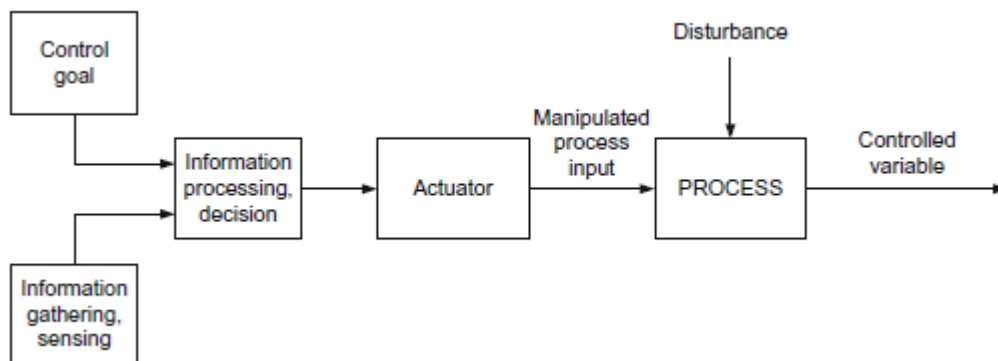 Control
goal
Information
gathering,
sensing
Information
processing,
decision
Actuator
Manipulated
process
input
Disturbance
PROCESS
Controlled
variable